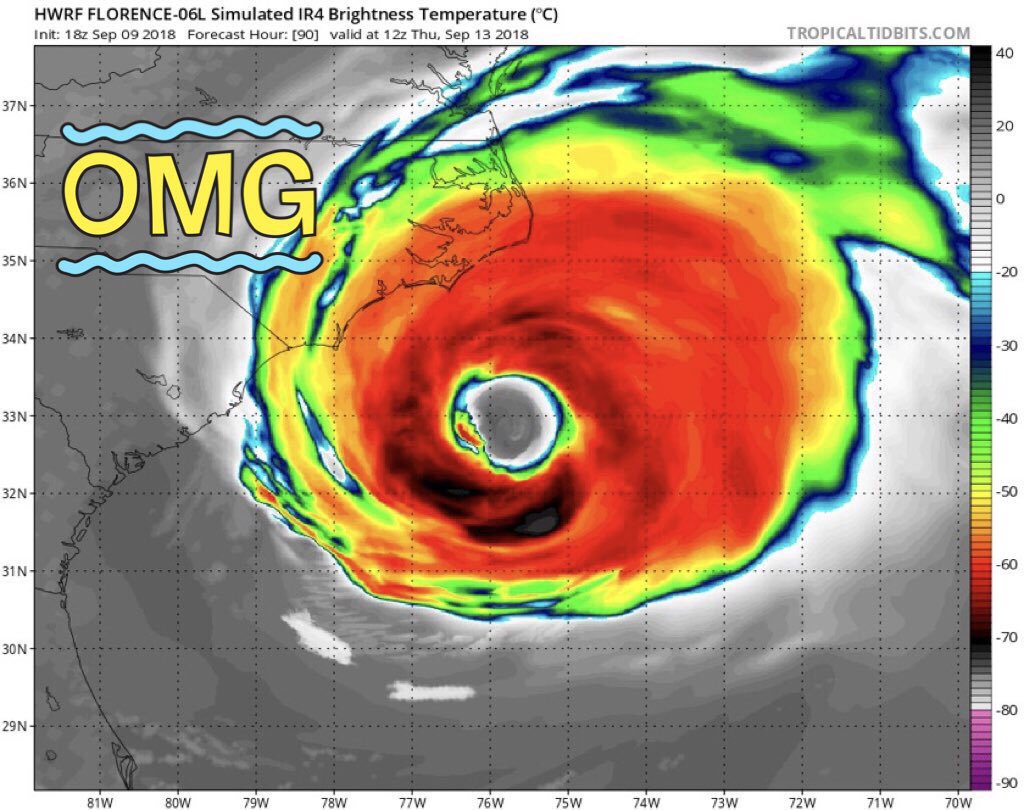 HWRF FLORENCE-06L Simulated IR4 Brightness Temperature (°C)
Init: 18z Sep 09 2018 Forecast Hour: [90] valid at 12z Thu, Sep 13 2018
TROPICALTIDBITS.COM
OMG
37N
36N
35N
34N
33N
32N
31N
30N
29N
81W 80W 79W 78W 77W 76W 75W 74W 73W 72W 71W 70W
40
20
0
-20
-30
-40
-50
-60
-70
-80
-90